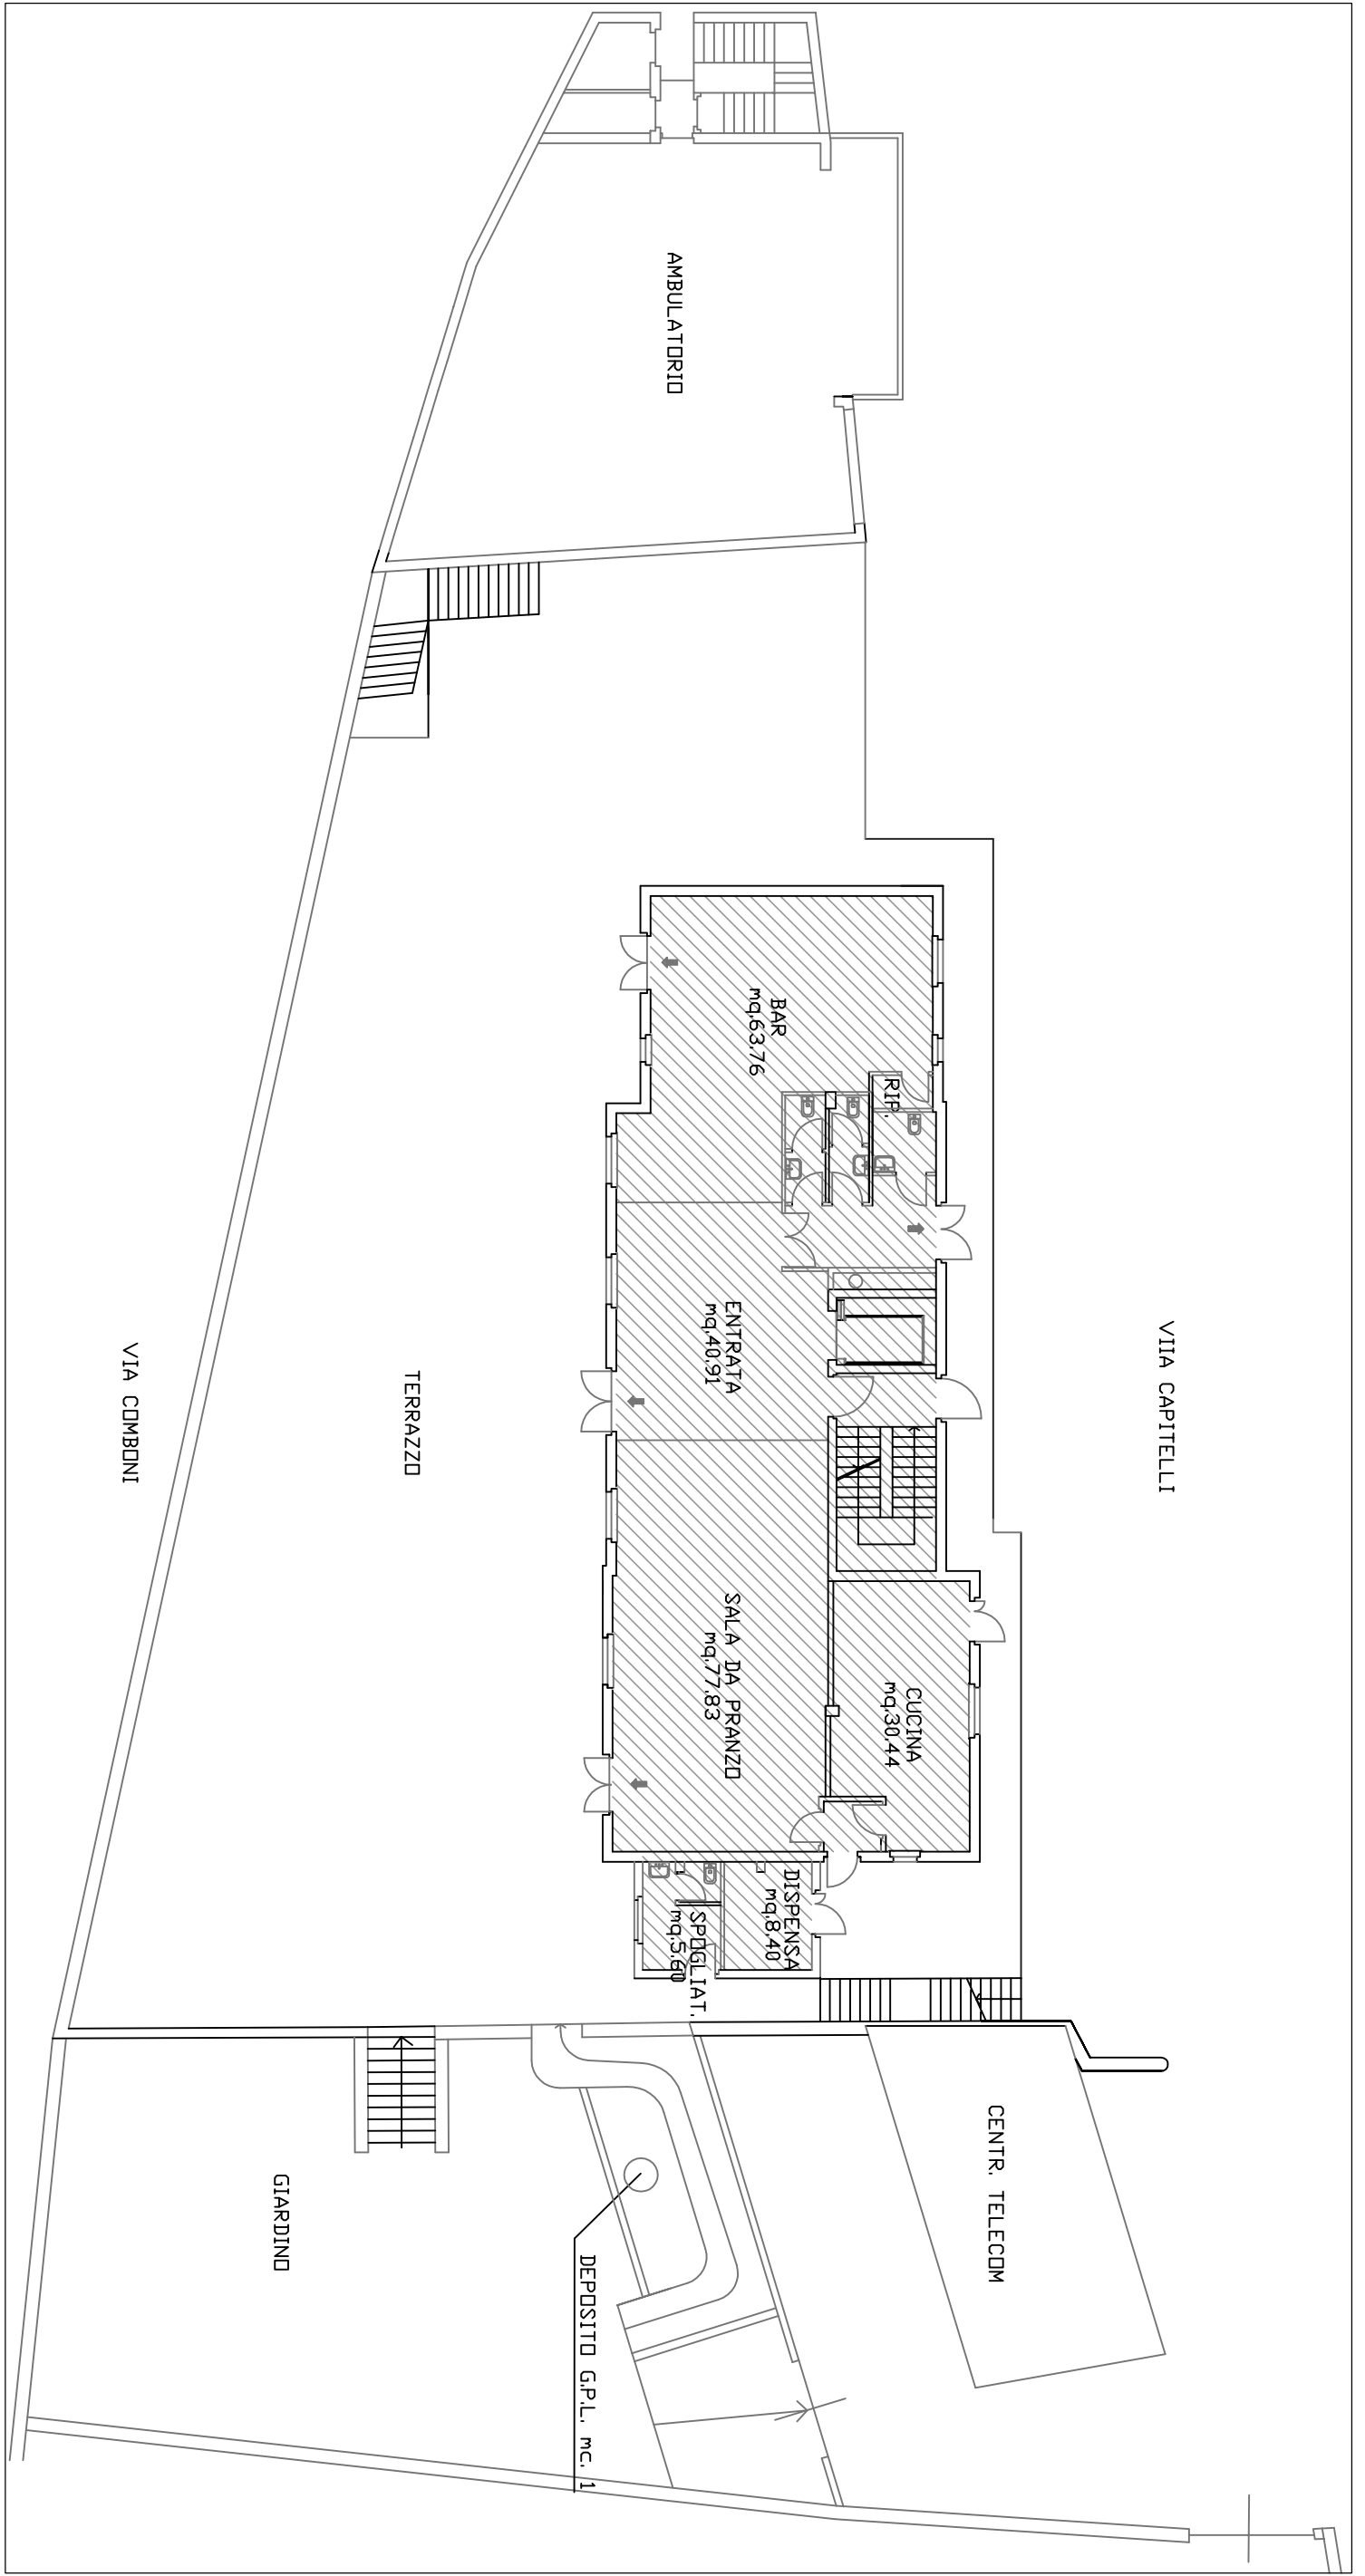 AMBULATORIO
VIIA CAPITELLI
BAR
mq.63.76
RIP.
ENTRATA
mq.40.91
SALA DA PRANZO
mq.77.83
CUCINA
mq.30.44
DISPENSA
mq.8.40
SPOGLIAT.
mq.5.60
TERRAZZO
VIA COMBONI
CENTR. TELECOM
GIARDINO
DEPOSITO G.P.L. mc. 1